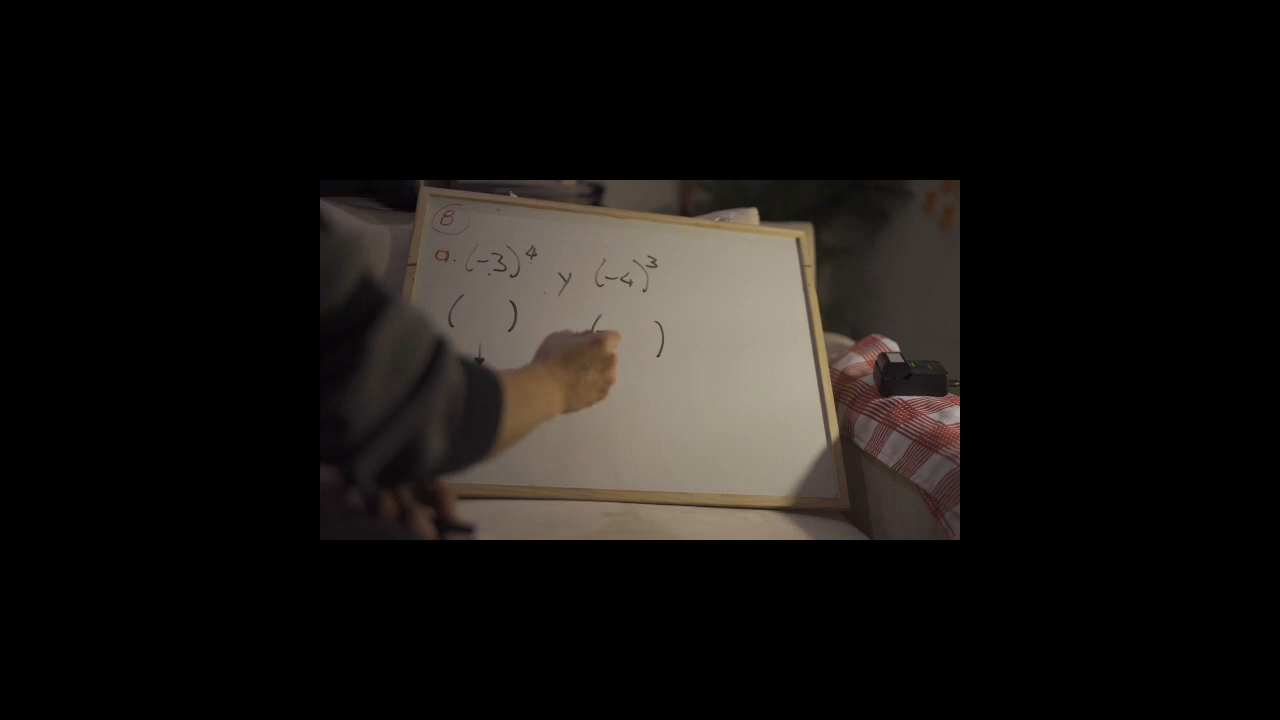 B
a. (-3)⁴ y (-4)³
( ) ( )